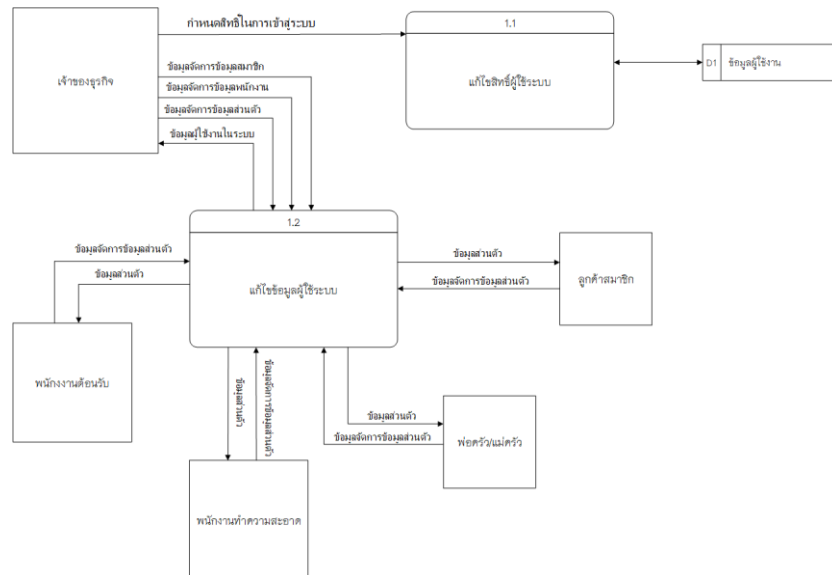 กำหนดสิทธิ์ในการเข้าสู่ระบบ
1.1
เจ้าของธุรกิจ
แก้ไขสิทธิ์ผู้ใช้ระบบ
D1
ข้อมูลผู้ใช้งาน
ข้อมูลจัดการข้อมูลสมาชิก
ข้อมูลจัดการข้อมูลพนักงาน
ข้อมูลจัดการข้อมูลส่วนตัว
ข้อมูลผู้ใช้งานในระบบ
1.2
แก้ไขข้อมูลผู้ใช้ระบบ
ข้อมูลจัดการข้อมูลส่วนตัว
ข้อมูลส่วนตัว
ข้อมูลส่วนตัว
ข้อมูลจัดการข้อมูลส่วนตัว
ลูกค้าสมาชิก
พนักงงานต้อนรับ
ข้อมูลส่วนตัว
ข้อมูลจัดการข้อมูลส่วนตัว
ข้อมูลส่วนตัว
ข้อมูลจัดการข้อมูลส่วนตัว
พ่อครัว/แม่ครัว
พนักงานทำความสะอาด